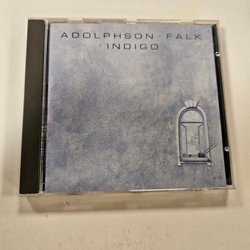 ADOLPHSON · FALK
· INDIGO ·